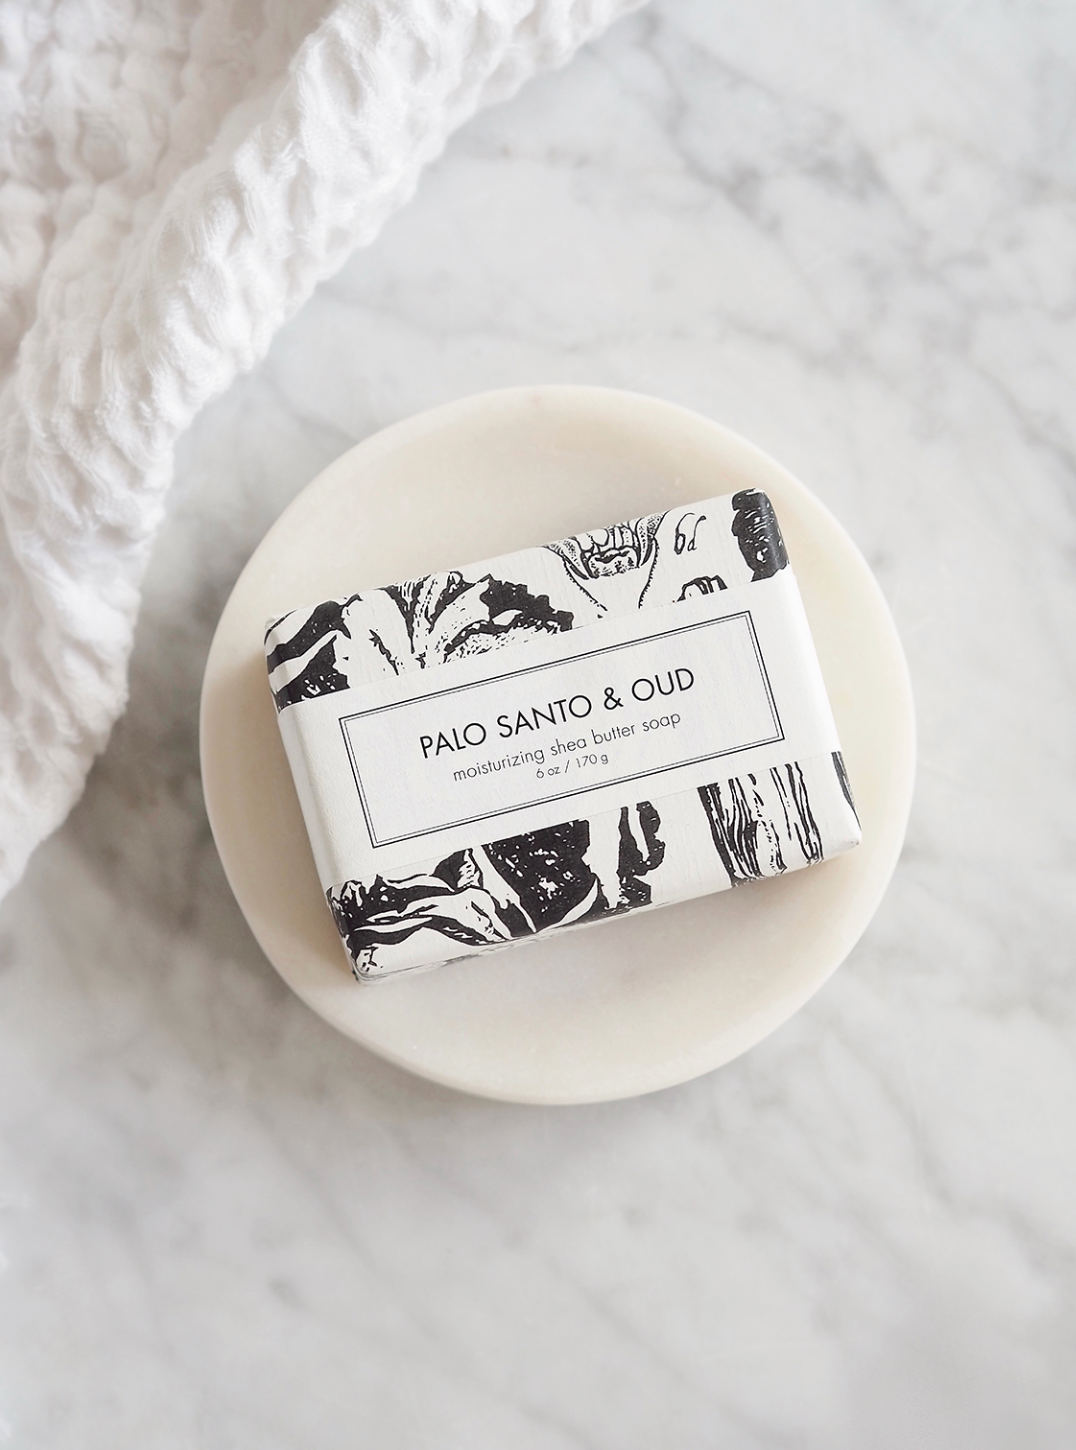 PALO SANTO & OUD
moisturizing shea butter soap
6 oz / 170 g